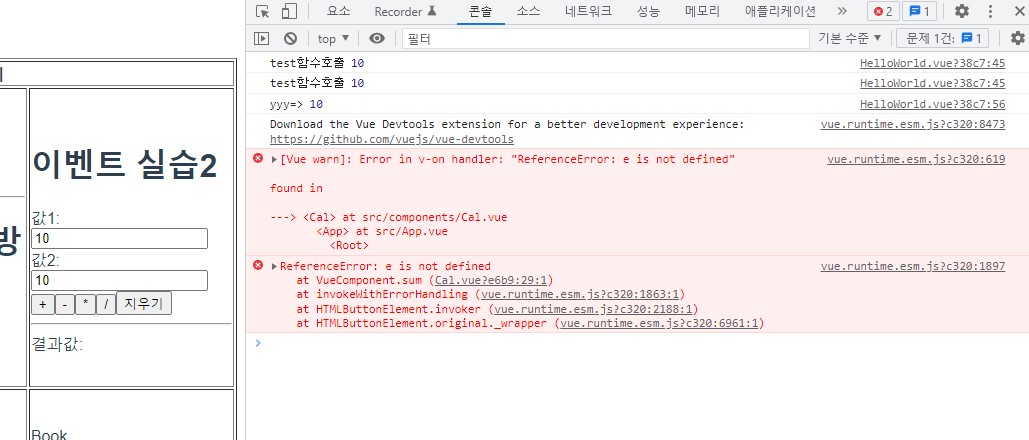 요소
Recorder
콘솔
소스
네트워크
성능
메모리
애플리케이션
»
2
1
top ▼
필터
기본 수준 ▼
문제 1건: 1
test함수호출 10 HelloWorld.vue?38c7:45
test함수호출 10 HelloWorld.vue?38c7:45
yyy=> 10 HelloWorld.vue?38c7:56
Download the Vue Devtools extension for a better development experience: vue.runtime.esm.js?c320:8473
https://github.com/vuejs/vue-devtools
[Vue warn]: Error in v-on handler: "ReferenceError: e is not defined" vue.runtime.esm.js?c320:619
found in
---> <Cal> at src/components/Cal.vue
<App> at src/App.vue
<Root>
ReferenceError: e is not defined vue.runtime.esm.js?c320:1897
at VueComponent.sum (Cal.vue?e6b9:29:1)
at invokeWithErrorHandling (vue.runtime.esm.js?c320:1863:1)
at HTMLButtonElement.invoker (vue.runtime.esm.js?c320:2188:1)
at HTMLButtonElement.original._wrapper (vue.runtime.esm.js?c320:6961:1)
방
이벤트 실습2
값1:
10
값2:
10
+ - * / 지우기
결과값:
Book